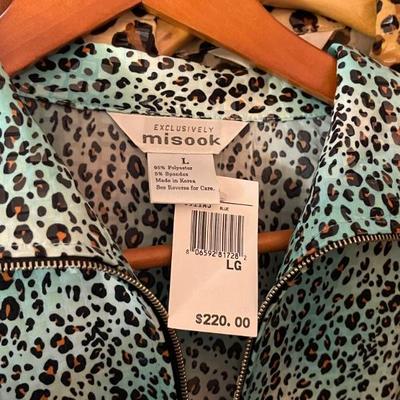 EXCLUSIVELY
misook
L
95% Polyester
5% Spandex
Made in Korea
See Reverse for Care.
BLUE
8 06592 81728 2
LG
$220.00